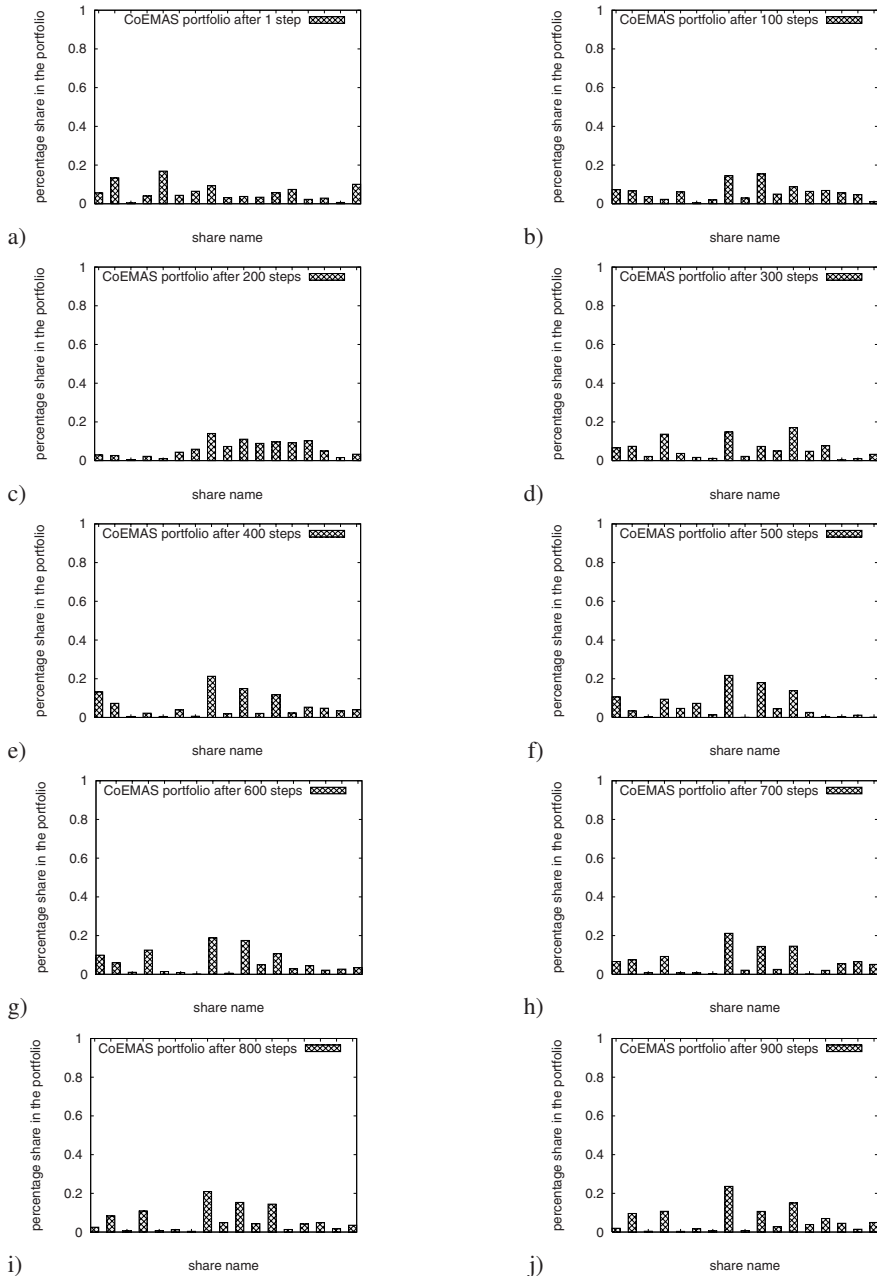 CoEMAS portfolio after 1 step
percentage share in the portfolio
1
0.8
0.6
0.4
0.2
0
share name
a)
CoEMAS portfolio after 100 steps
percentage share in the portfolio
1
0.8
0.6
0.4
0.2
0
share name
b)
CoEMAS portfolio after 200 steps
percentage share in the portfolio
1
0.8
0.6
0.4
0.2
0
share name
c)
CoEMAS portfolio after 300 steps
percentage share in the portfolio
1
0.8
0.6
0.4
0.2
0
share name
d)
CoEMAS portfolio after 400 steps
percentage share in the portfolio
1
0.8
0.6
0.4
0.2
0
share name
e)
CoEMAS portfolio after 500 steps
percentage share in the portfolio
1
0.8
0.6
0.4
0.2
0
share name
f)
CoEMAS portfolio after 600 steps
percentage share in the portfolio
1
0.8
0.6
0.4
0.2
0
share name
g)
CoEMAS portfolio after 700 steps
percentage share in the portfolio
1
0.8
0.6
0.4
0.2
0
share name
h)
CoEMAS portfolio after 800 steps
percentage share in the portfolio
1
0.8
0.6
0.4
0.2
0
share name
i)
CoEMAS portfolio after 900 steps
percentage share in the portfolio
1
0.8
0.6
0.4
0.2
0
share name
j)